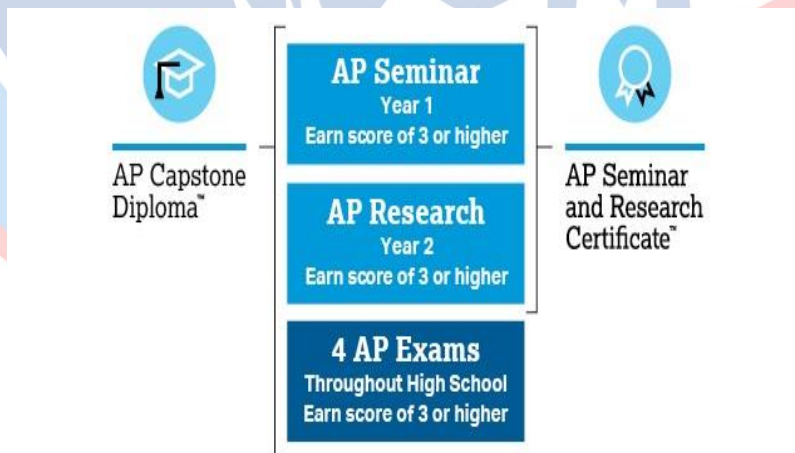 AP Capstone
Diploma™
AP Seminar
Year 1
Earn score of 3 or higher
AP Research
Year 2
Earn score of 3 or higher
4 AP Exams
Throughout High School
Earn score of 3 or higher
AP Seminar
and Research
Certificate™